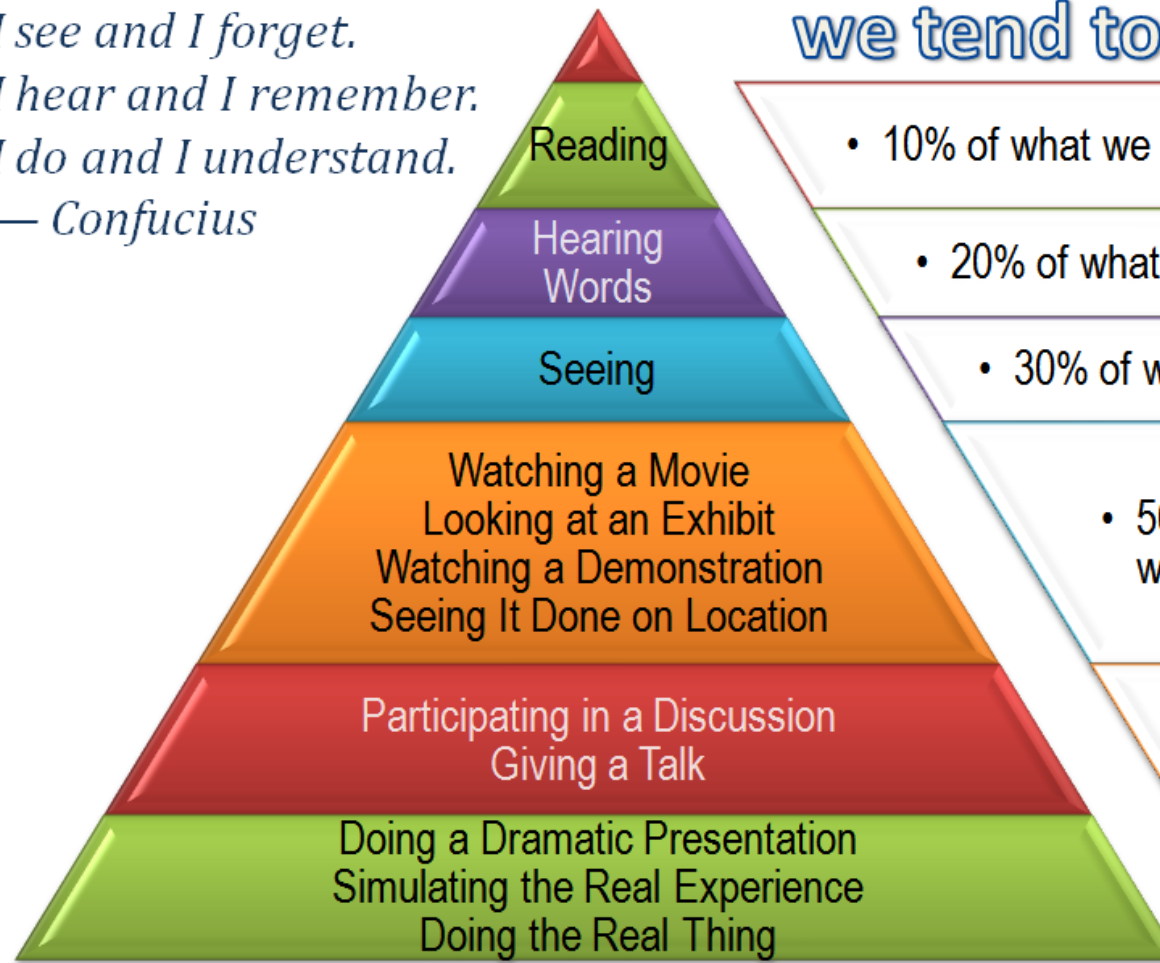 I see and I forget.
I hear and I remember.
I do and I understand.
— Confucius
we tend to
Reading
• 10% of what we
Hearing
Words
• 20% of what
Seeing
• 30% of w
Watching a Movie
Looking at an Exhibit
Watching a Demonstration
Seeing It Done on Location
• 50
w
Participating in a Discussion
Giving a Talk
Doing a Dramatic Presentation
Simulating the Real Experience
Doing the Real Thing